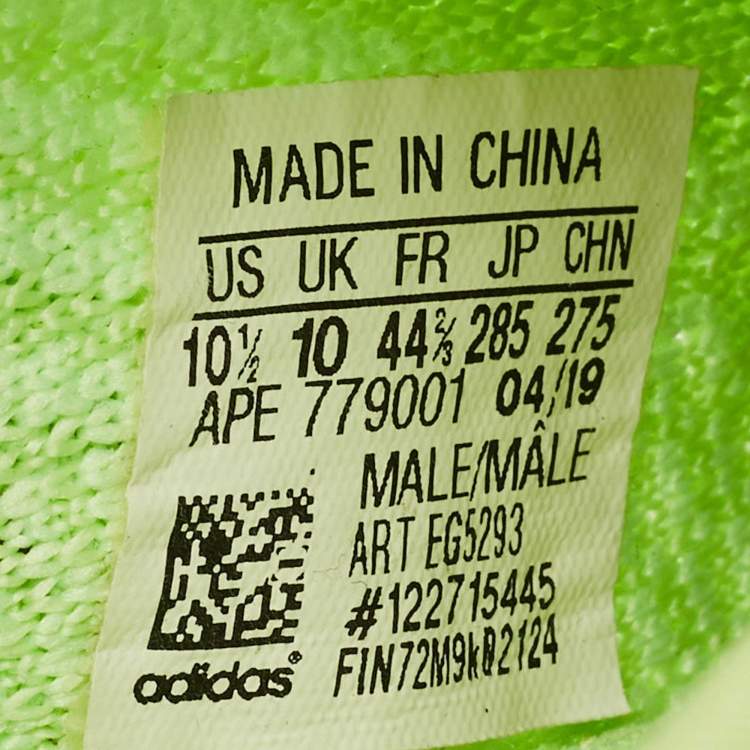 MADE IN CHINA
US UK FR JP CHN
10½ 10 44⅔ 285 275
APE 779001 04/19
MALE/MÂLE
ART EG5293
#122715445
adidas®